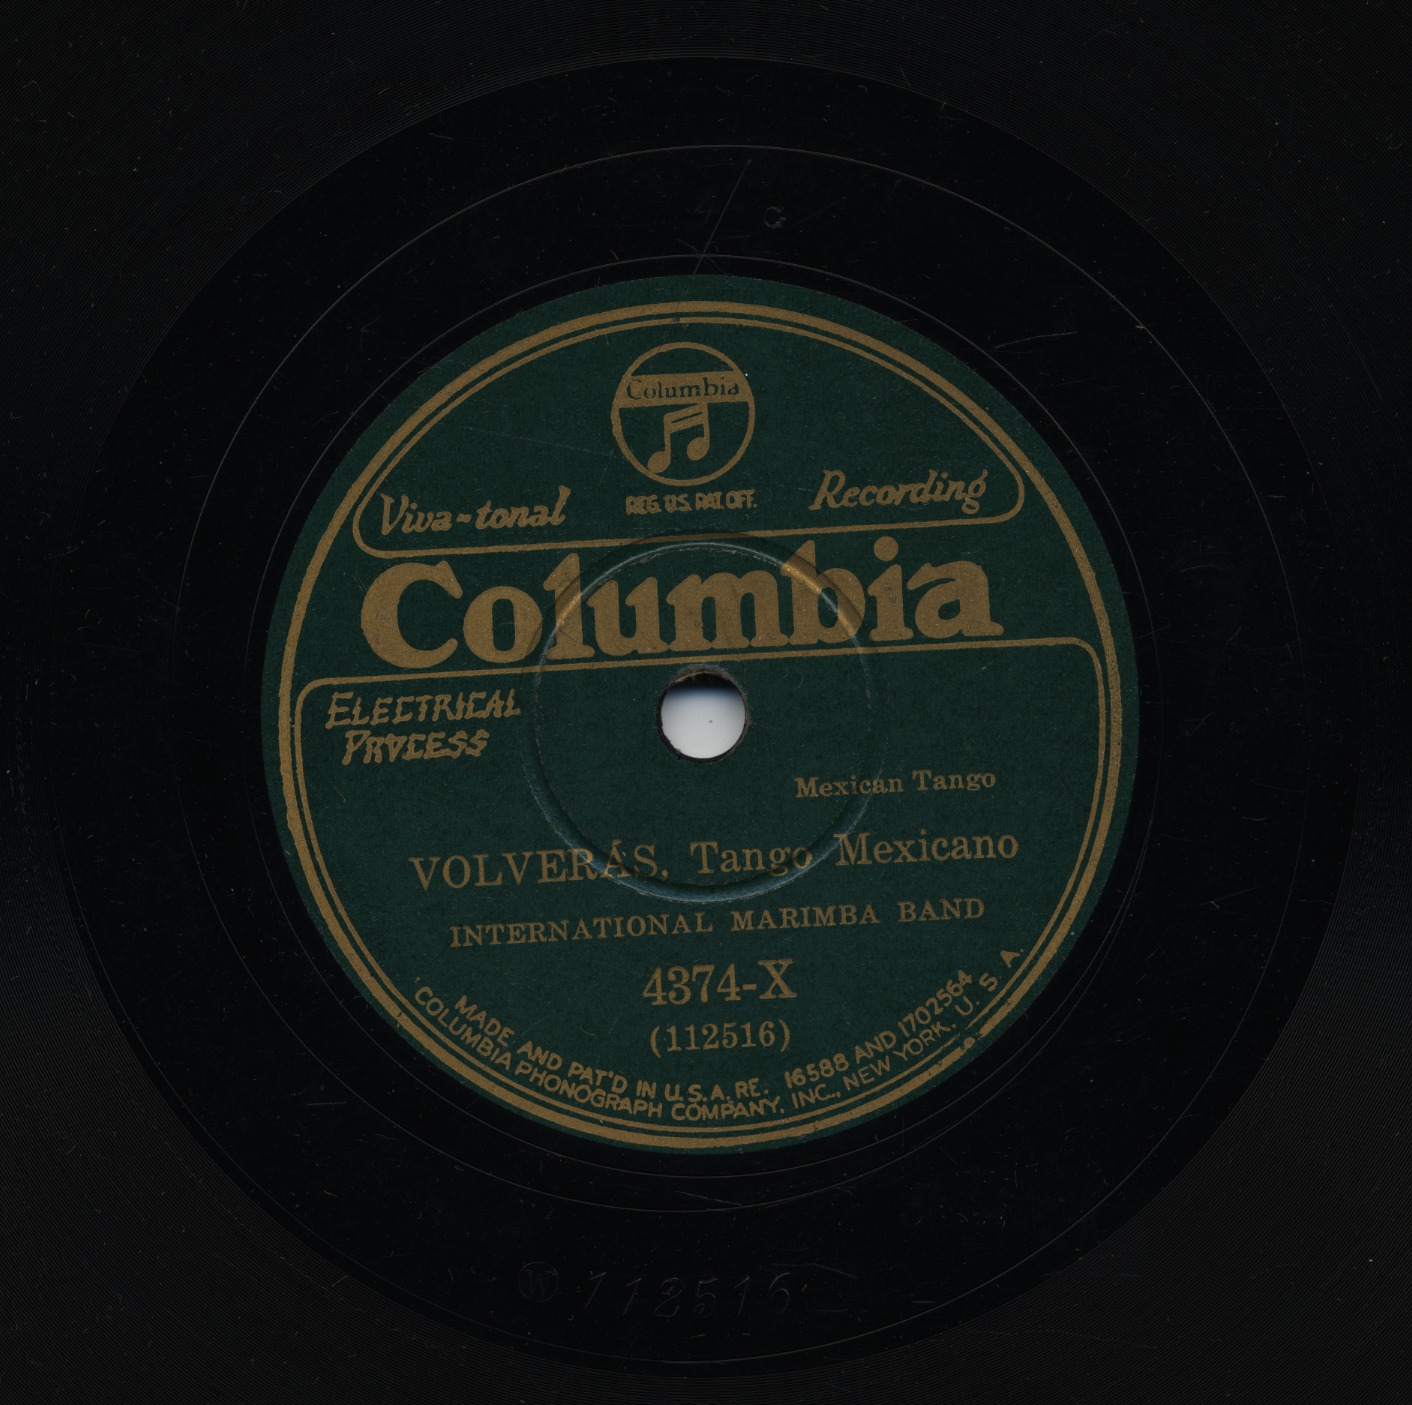 Columbia
REG. U.S. PAT. OFF.
Viva-tonal Recording
Columbia
ELECTRICAL
PROCESS
Mexican Tango
VOLVERÁS, Tango Mexicano
INTERNATIONAL MARIMBA BAND
4374-X
(112516)
MADE AND PAT'D IN U.S.A. RE. 16588 AND 1702564
COLUMBIA PHONOGRAPH COMPANY, INC., NEW YORK, U. S. A.
W 112516